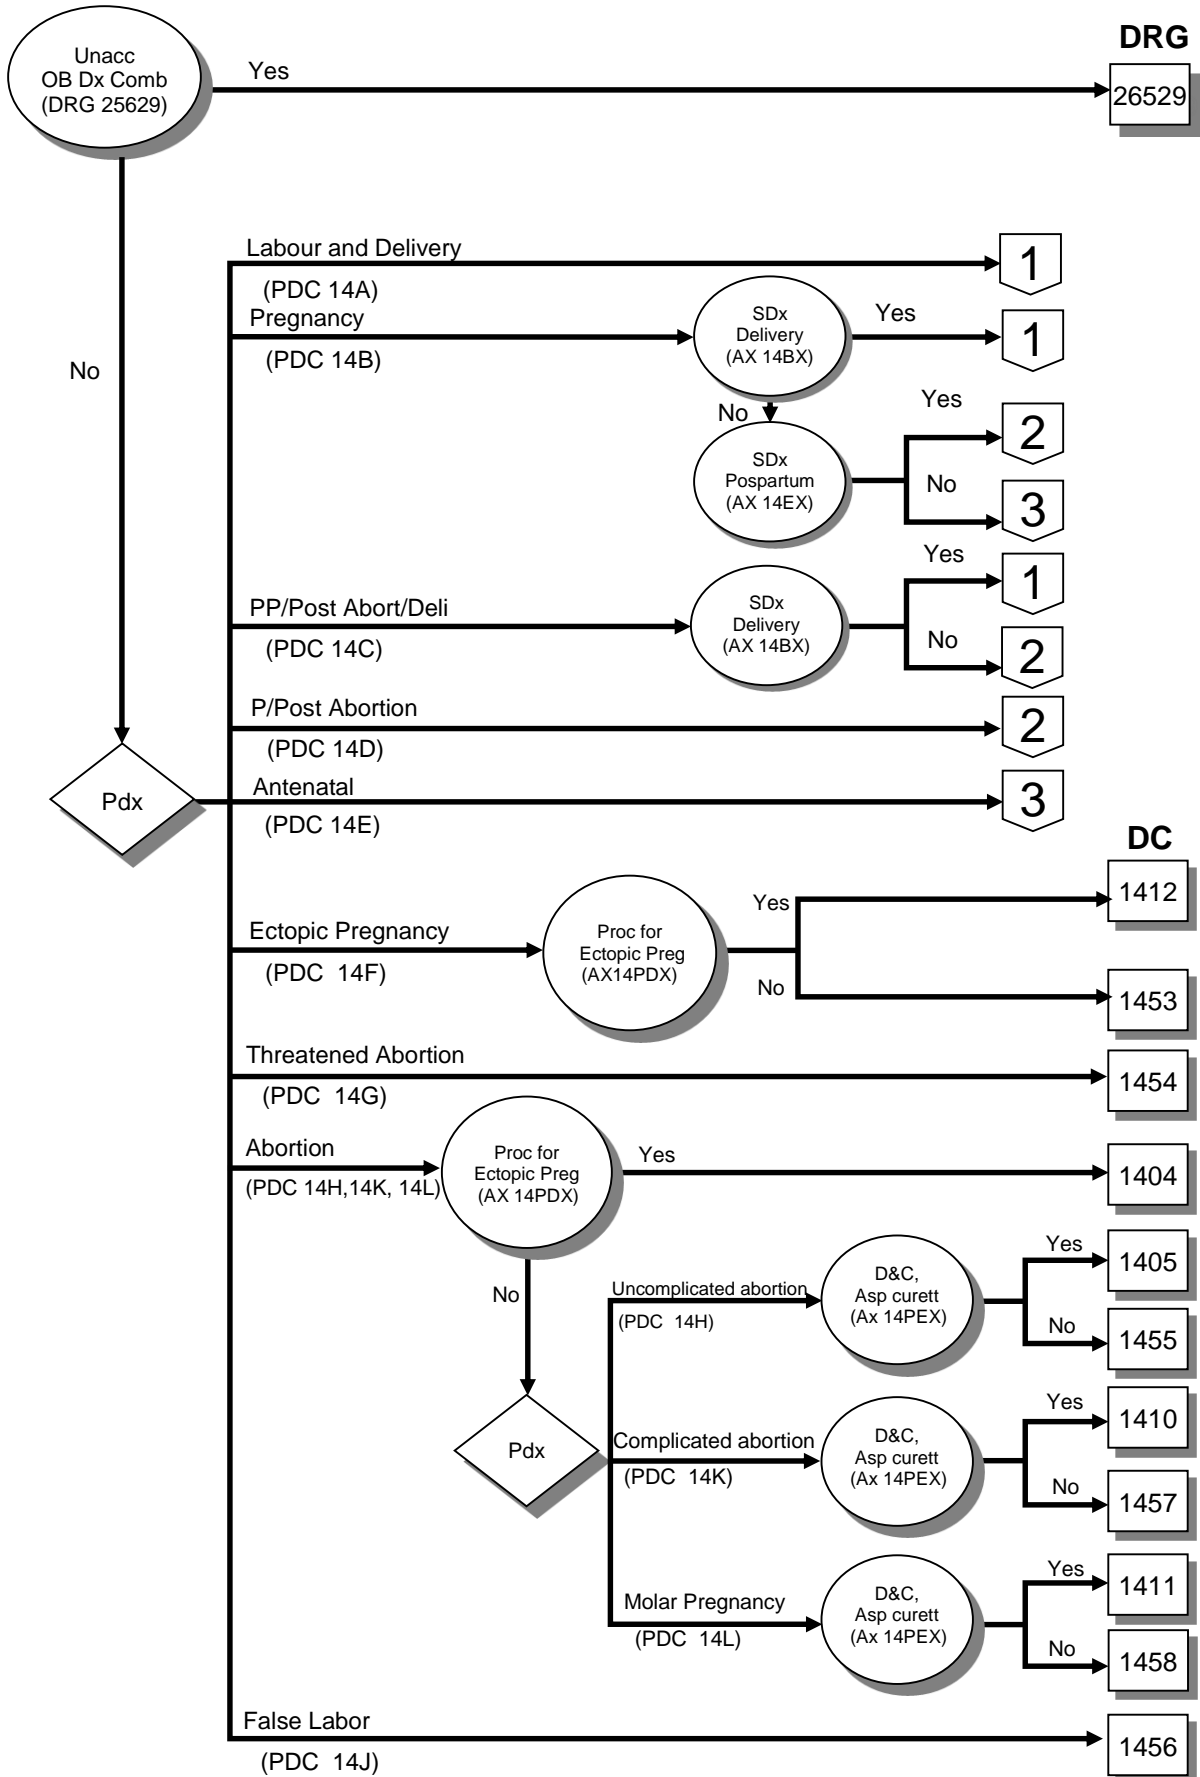 Unacc
OB Dx Comb
(DRG 25629)
Yes
DRG
26529
No
Labour and Delivery
(PDC 14A)
1
Pregnancy
(PDC 14B)
SDx
Delivery
(AX 14BX)
Yes
1
No
SDx
Pospartum
(AX 14EX)
Yes
2
No
3
PP/Post Abort/Deli
(PDC 14C)
SDx
Delivery
(AX 14BX)
Yes
1
No
2
P/Post Abortion
(PDC 14D)
2
Pdx
Antenatal
(PDC 14E)
3
DC
Ectopic Pregnancy
(PDC 14F)
Proc for
Ectopic Preg
(AX14PDX)
Yes
1412
No
1453
Threatened Abortion
(PDC 14G)
1454
Abortion
(PDC 14H,14K, 14L)
Proc for
Ectopic Preg
(AX 14PDX)
Yes
1404
No
Pdx
Uncomplicated abortion
(PDC 14H)
D&C,
Asp curett
(Ax 14PEX)
Yes
1405
No
1455
Complicated abortion
(PDC 14K)
D&C,
Asp curett
(Ax 14PEX)
Yes
1410
No
1457
Molar Pregnancy
(PDC 14L)
D&C,
Asp curett
(Ax 14PEX)
Yes
1411
No
1458
False Labor
(PDC 14J)
1456